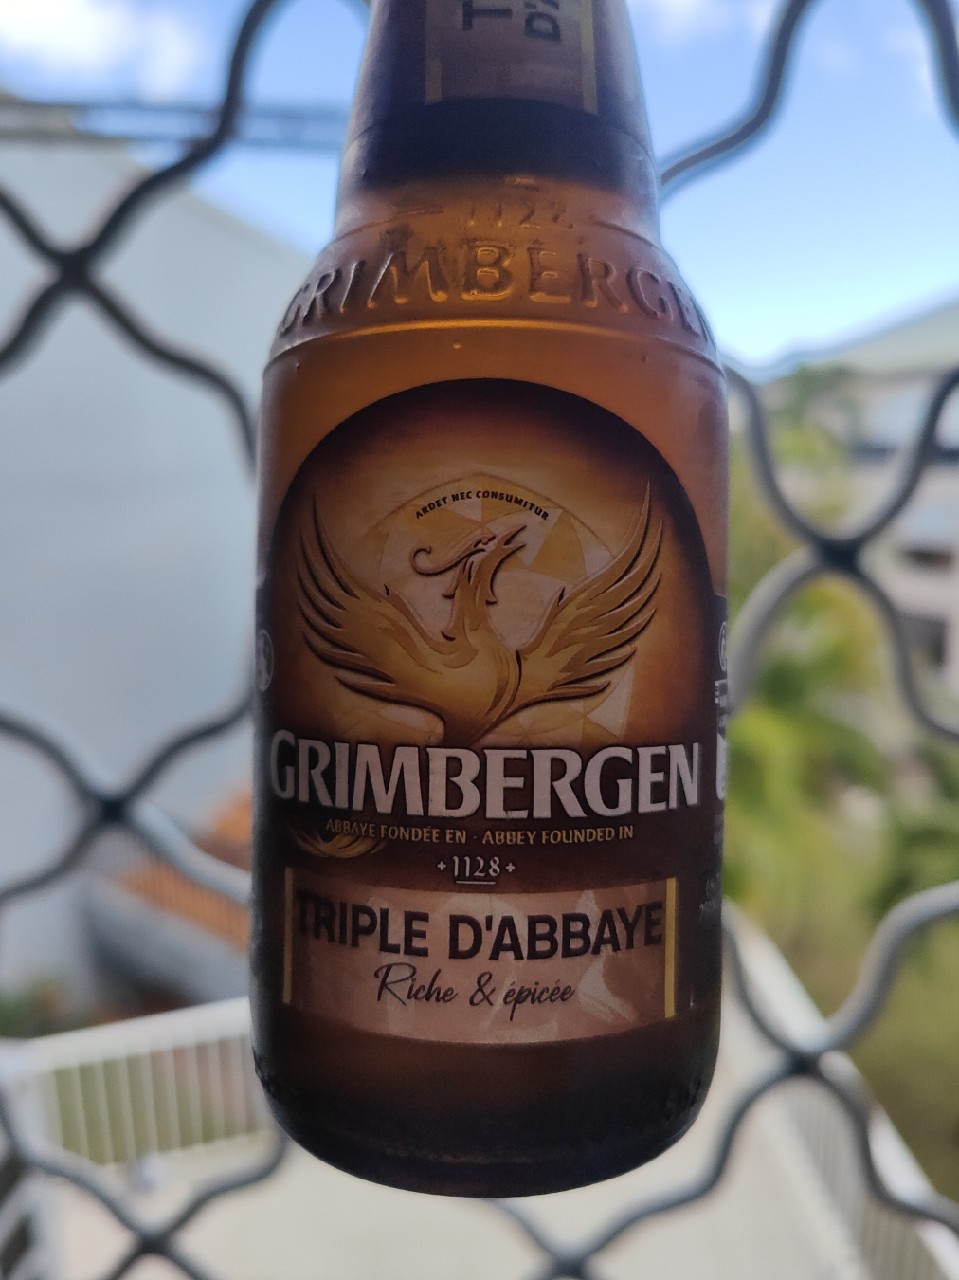 1128
GRIMBERGEN
ARDET NEC CONSUMITUR
GRIMBERGEN
ABBAYE FONDÉE EN · ABBEY FOUNDED IN
+1128+
TRIPLE D'ABBAYE
Riche & épicée